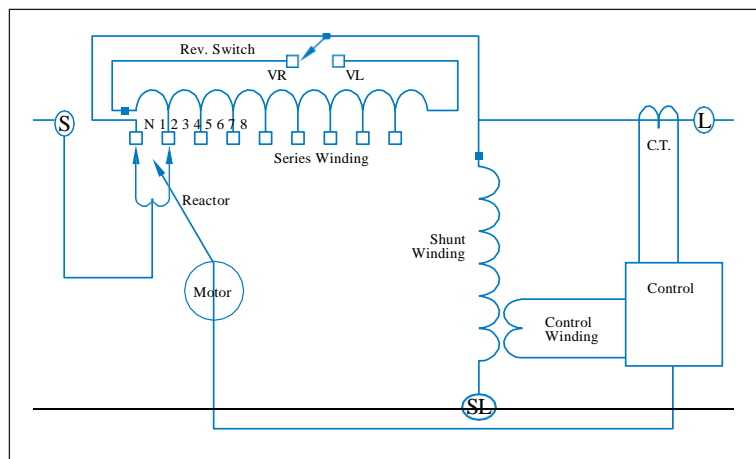 Rev. Switch
VR
VL
S
N 1 2 3 4 5 6 7 8
L
C.T.
Series Winding
Reactor
Shunt
Winding
Motor
Control
Control
Winding
SL